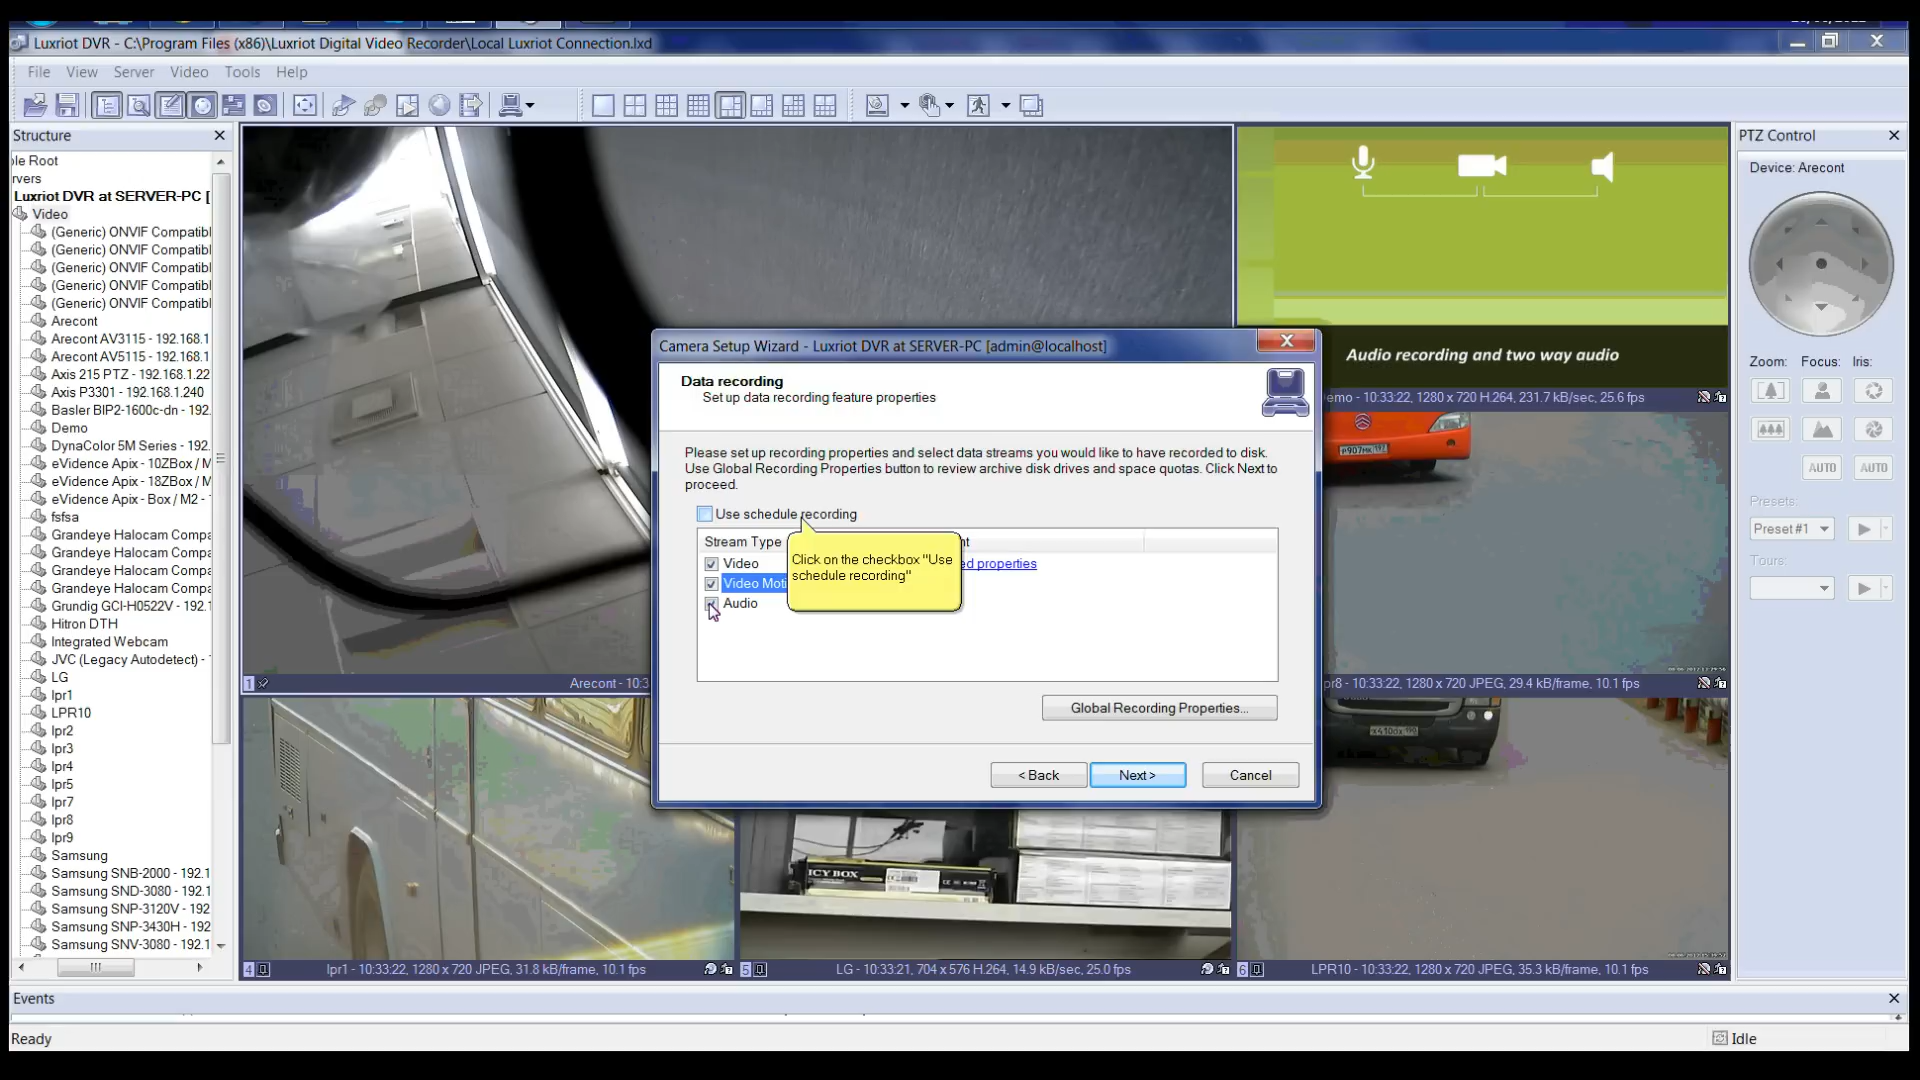 Luxriot DVR - C:\Program Files (x86)\Luxriot Digital Video Recorder\Local Luxriot Connection.lxd
File View Server Video Tools Help
Structure
ple Root
rvers
Luxriot DVR at SERVER-PC [
Video
(Generic) ONVIF Compatibl
(Generic) ONVIF Compatibl
(Generic) ONVIF Compatibl
(Generic) ONVIF Compatibl
(Generic) ONVIF Compatibl
Arecont
Arecont AV3115 - 192.168.1
Arecont AV5115 - 192.168.1
Axis 215 PTZ - 192.168.1.22
Axis P3301 - 192.168.1.240
Basler BIP2-1600c-dn - 192.
Demo
DynaColor 5M Series - 192.
eVidence Apix - 10ZBox / M
eVidence Apix - 18ZBox / M
eVidence Apix - Box / M2 -
fsfsa
Grandeye Halocam Compa
Grandeye Halocam Compa
Grandeye Halocam Compa
Grandeye Halocam Compa
Grundig GCI-H0522V - 192.1
Hitron DTH
Integrated Webcam
JVC (Legacy Autodetect) -
LG
lpr1
LPR10
lpr2
lpr3
lpr4
lpr5
lpr7
lpr8
lpr9
Samsung
Samsung SNB-2000 - 192.1
Samsung SND-3080 - 192.1
Samsung SNP-3120V - 192
Samsung SNP-3430H - 192
Samsung SNV-3080 - 192.1
1
Arecont - 10:3
Audio recording and two way audio
emo - 10:33:22, 1280 x 720 H.264, 231.7 kB/sec, 25.6 fps
pr8 - 10:33:22, 1280 x 720 JPEG, 29.4 kB/frame, 10.1 fps
Camera Setup Wizard - Luxriot DVR at SERVER-PC [admin@localhost]
Data recording
Set up data recording feature properties
Please set up recording properties and select data streams you would like to have recorded to disk.
Use Global Recording Properties button to review archive disk drives and space quotas. Click Next to
proceed.
Use schedule recording
Stream Type
nt
Video
ed properties
Video Moti
Audio
Click on the checkbox "Use
schedule recording"
Global Recording Properties...
< Back
Next >
Cancel
ICY BOX
4
lpr1 - 10:33:22, 1280 x 720 JPEG, 31.8 kB/frame, 10.1 fps
5
LG - 10:33:21, 704 x 576 H.264, 14.9 kB/sec, 25.0 fps
6
LPR10 - 10:33:22, 1280 x 720 JPEG, 35.3 kB/frame, 10.1 fps
PTZ Control
Device: Arecont
Zoom: Focus: Iris:
AUTO AUTO
Presets:
Preset #1
Tours:
Events
Ready
Idle